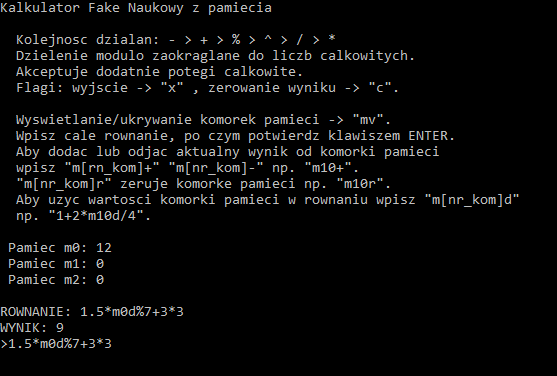 Kalkulator Fake Naukowy z pamiecia
Kolejnosc dzialan: - > + > % > ^ > / > *
Dzielenie modulo zaokraglane do liczb calkowitych.
Akceptuje dodatnie potegi calkowite.
Flagi: wyjscie -> "x" , zerowanie wyniku -> "c".
Wyswietlanie/ukrywanie komorek pamieci -> "mv".
Wpisz cale rownanie, po czym potwierdz klawiszem ENTER.
Aby dodac lub odjac aktualny wynik od komorki pamieci
wpisz "m[rn_kom]+" "m[nr_kom]-" np. "m10+".
"m[nr_kom]r" zeruje komorke pamieci np. "m10r".
Aby uzyc wartosci komorki pamieci w rownaniu wpisz "m[nr_kom]d"
np. "1+2*m10d/4".
Pamiec m0: 12
Pamiec m1: 0
Pamiec m2: 0
ROWNANIE: 1.5*m0d%7+3*3
WYNIK: 9
>1.5*m0d%7+3*3